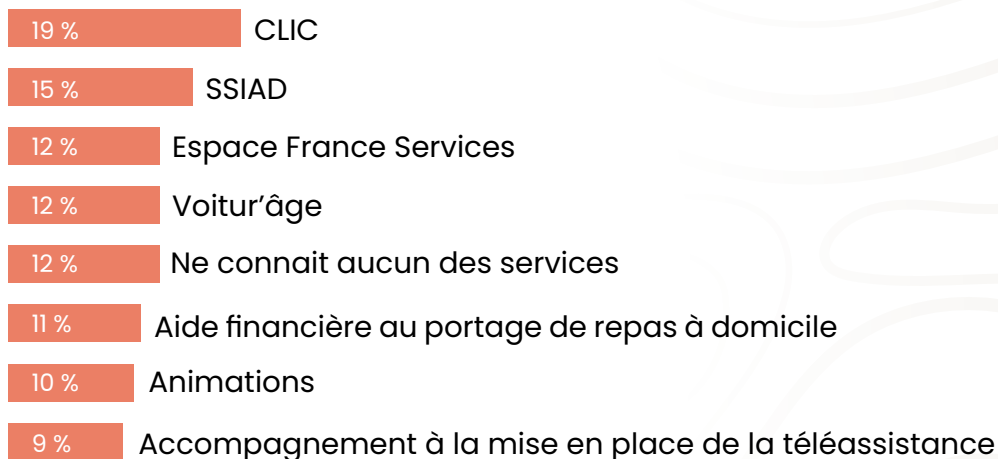 19 % CLIC
15 % SSIAD
12 % Espace France Services
12 % Voitur’âge
12 % Ne connait aucun des services
11 % Aide financière au portage de repas à domicile
10 % Animations
9 % Accompagnement à la mise en place de la téléassistance